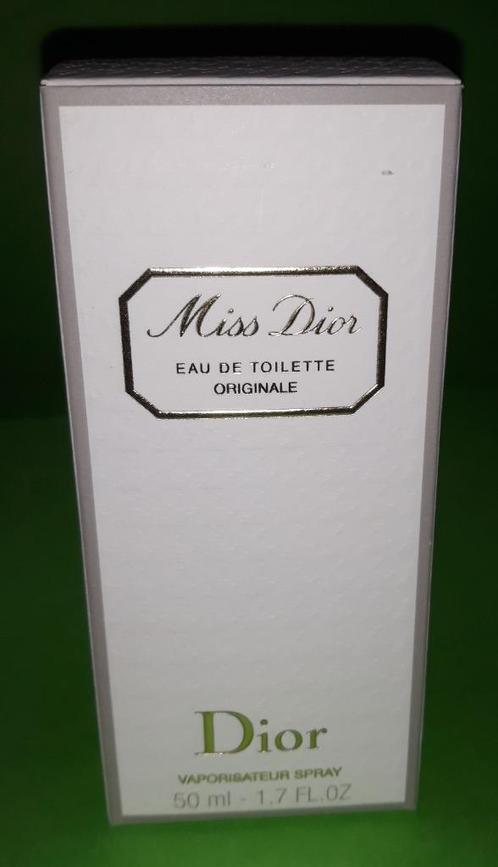 Miss Dior
EAU DE TOILETTE
ORIGINALE
Dior
VAPORISATEUR SPRAY
50 ml - 1.7 FL.OZ